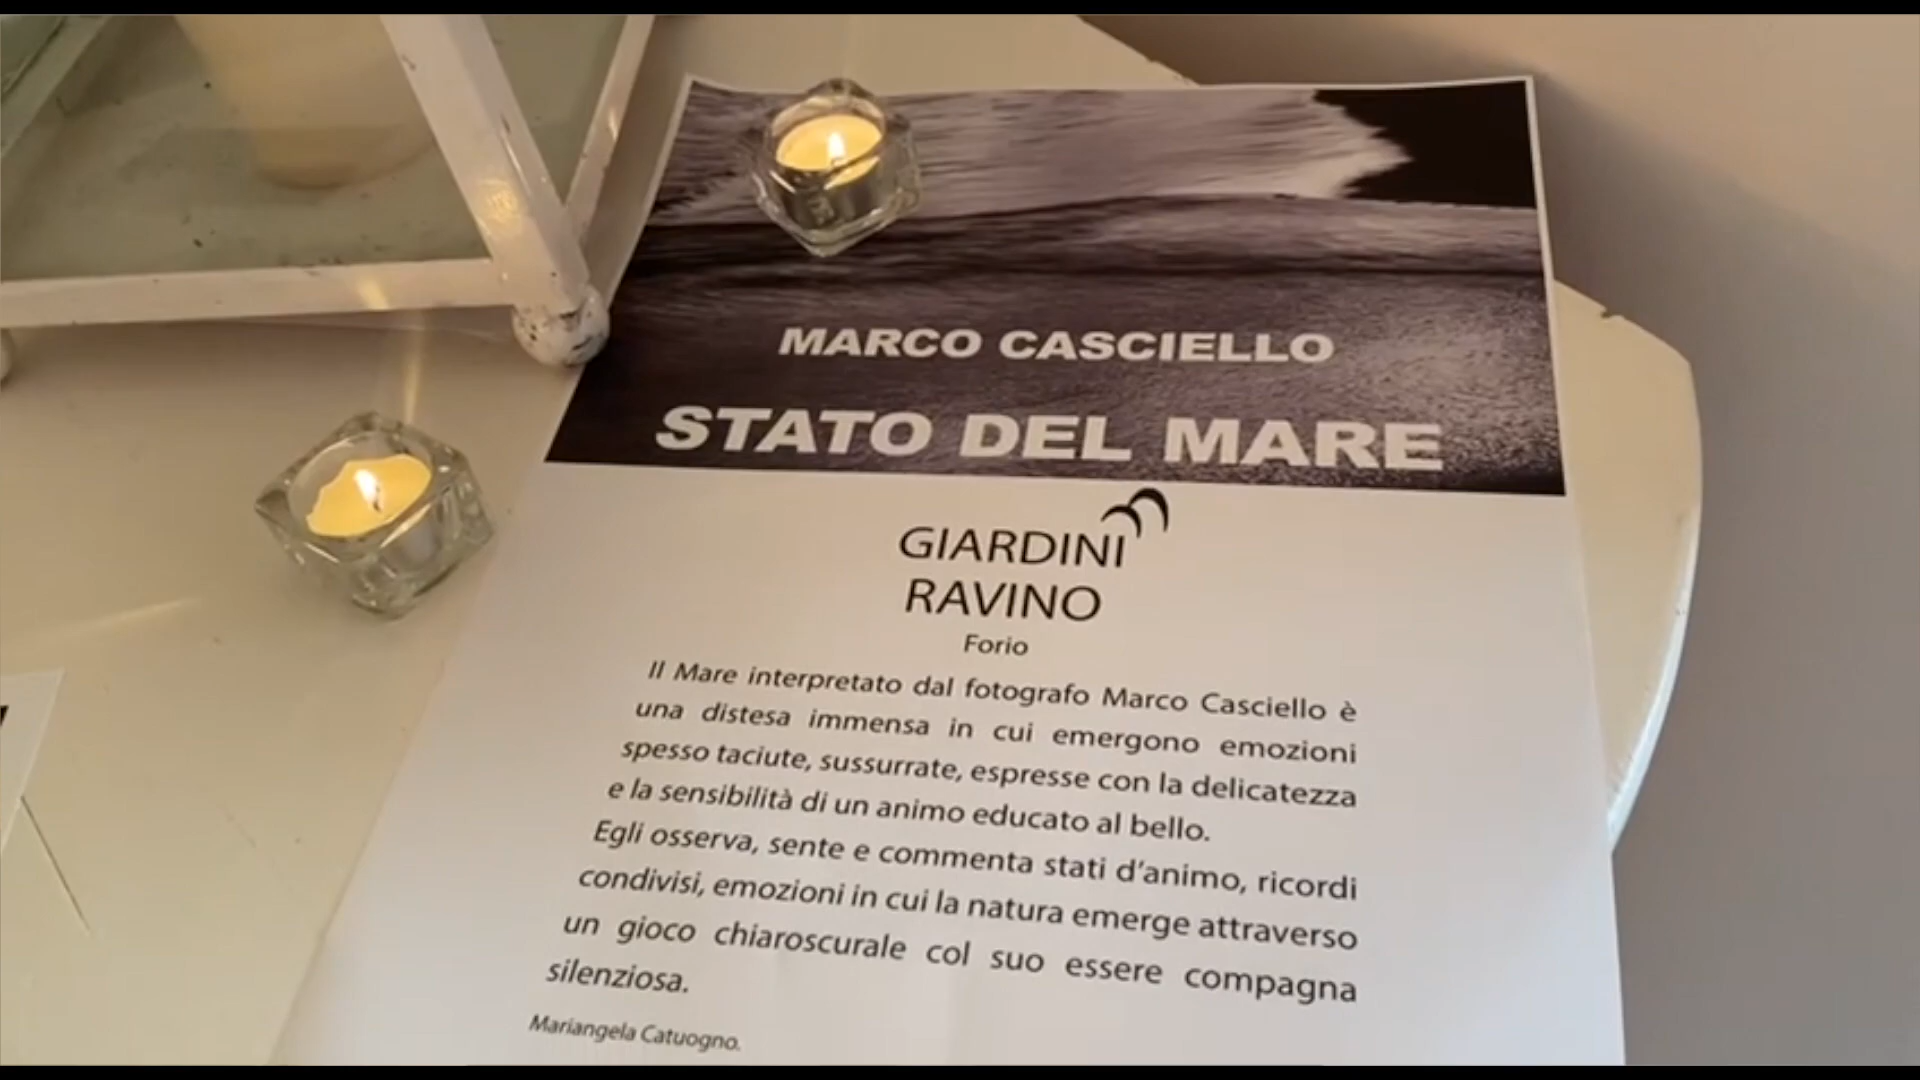 MARCO CASCIELLO
STATO DEL MARE
GIARDINI
RAVINO
Forio
Il Mare interpretato dal fotografo Marco Casciello è
una distesa immensa in cui emergono emozioni
spesso taciute, sussurrate, espresse con la delicatezza
e la sensibilità di un animo educato al bello.
Egli osserva, sente e commenta stati d’animo, ricordi
condivisi, emozioni in cui la natura emerge attraverso
un gioco chiaroscurale col suo essere compagna
silenziosa.
Mariangela Catuogno.